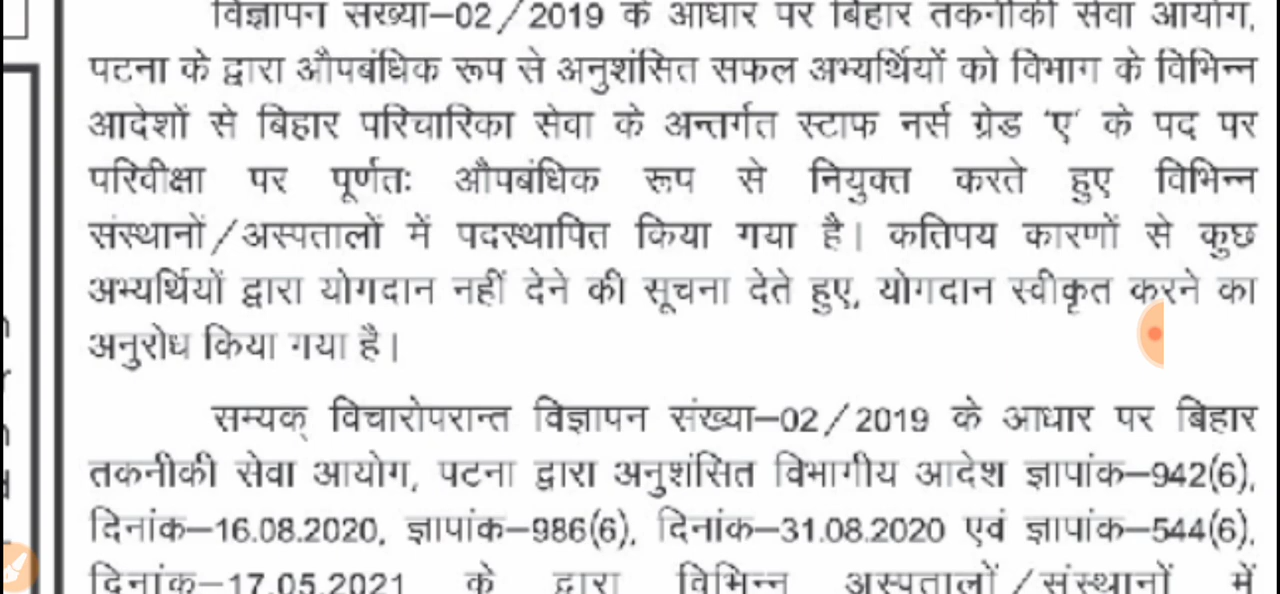 विज्ञापन संख्या–02/2019 के आधार पर बिहार तकनीकी सेवा आयोग,
पटना के द्वारा औपबंधिक रूप से अनुशंसित सफल अभ्यर्थियों को विभाग के विभिन्न
आदेशों से बिहार परिचारिका सेवा के अन्तर्गत स्टाफ नर्स ग्रेड ‘ए’ के पद पर
परिवीक्षा पर पूर्णतः औपबंधिक रूप से नियुक्त करते हुए विभिन्न
संस्थानों/अस्पतालों में पदस्थापित किया गया है। कतिपय कारणों से कुछ
अभ्यर्थियों द्वारा योगदान नहीं देने की सूचना देते हुए, योगदान स्वीकृत करने का
अनुरोध किया गया है।
सम्यक् विचारोपरान्त विज्ञापन संख्या–02/2019 के आधार पर बिहार
तकनीकी सेवा आयोग, पटना द्वारा अनुशंसित विभागीय आदेश ज्ञापांक–942(6),
दिनांक–16.08.2020, ज्ञापांक–986(6), दिनांक–31.08.2020 एवं ज्ञापांक–544(6),
दिनांक–17.05.2021 के द्वारा विभिन्न अस्पतालों/संस्थानों में